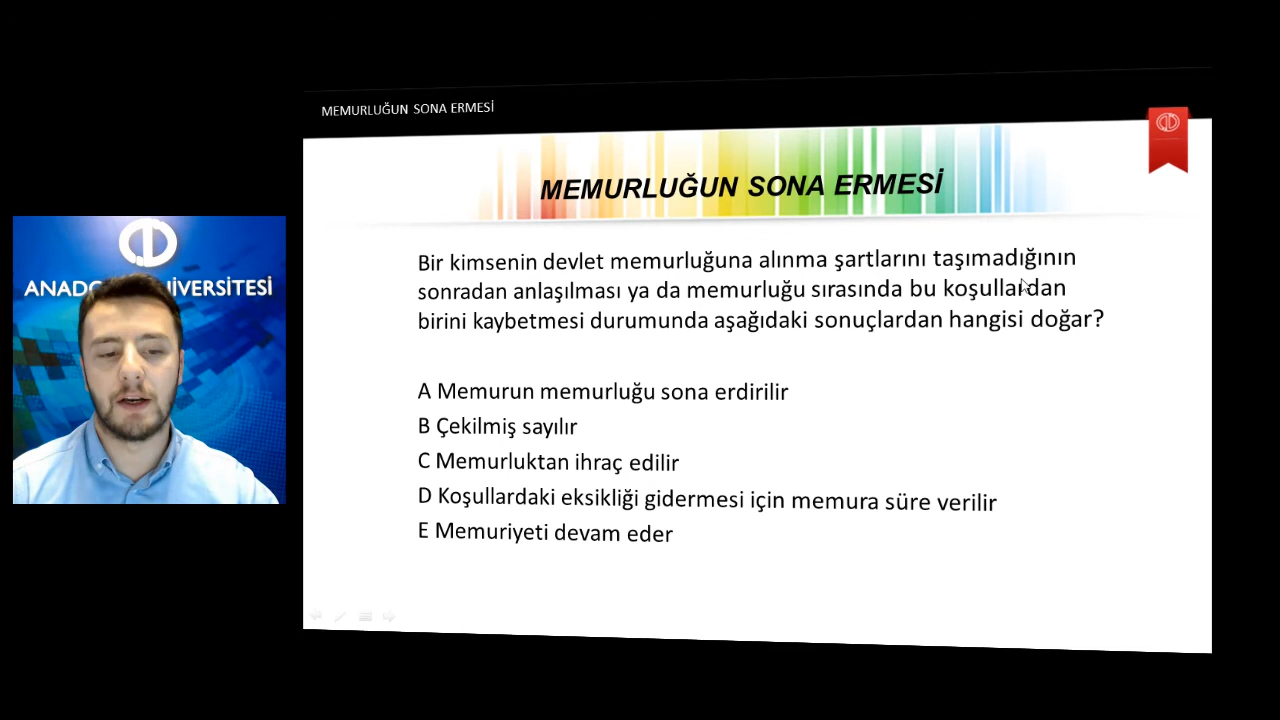 MEMURLUĞUN SONA ERMESİ
MEMURLUĞUN SONA ERMESİ
ANADO İVERSİTESİ
Bir kimsenin devlet memurluğuna alınma şartlarını taşımadığının
sonradan anlaşılması ya da memurluğu sırasında bu koşullardan
birini kaybetmesi durumunda aşağıdaki sonuçlardan hangisi doğar?
A Memurun memurluğu sona erdirilir
B Çekilmiş sayılır
C Memurluktan ihraç edilir
D Koşullardaki eksikliği gidermesi için memura süre verilir
E Memuriyeti devam eder